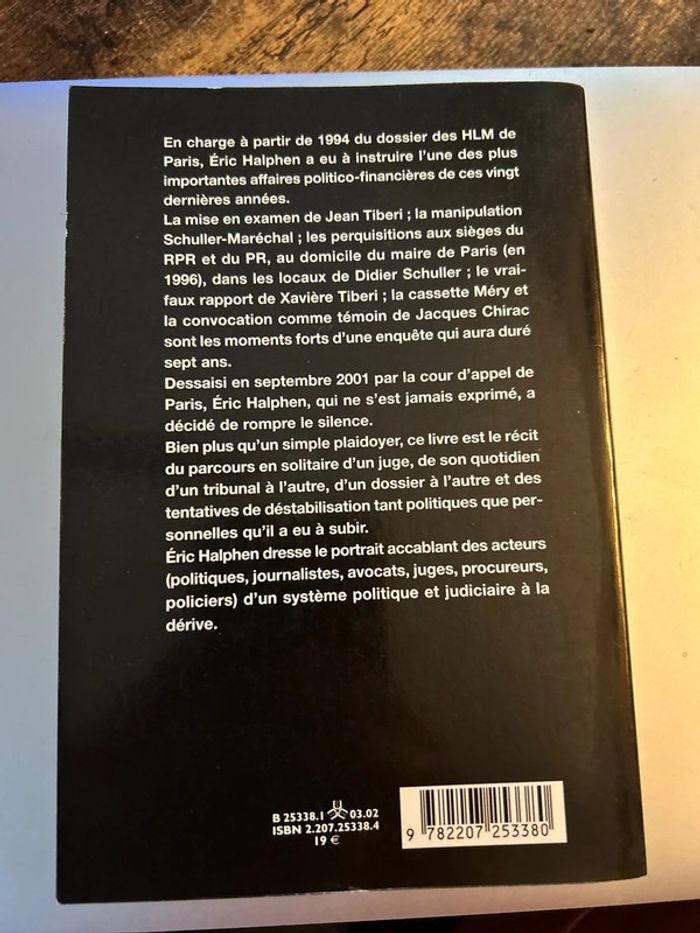 En charge à partir de 1994 du dossier des HLM de
Paris, Éric Halphen a eu à instruire l'une des plus
importantes affaires politico-financières de ces vingt
dernières années.
La mise en examen de Jean Tiberi ; la manipulation
Schuller-Maréchal ; les perquisitions aux sièges du
RPR et du PR, au domicile du maire de Paris (en
1996), dans les locaux de Didier Schuller ; le vrai-
faux rapport de Xavière Tiberi ; la cassette Méry et
la convocation comme témoin de Jacques Chirac
sont les moments forts d'une enquête qui aura duré
sept ans.
Dessaisi en septembre 2001 par la cour d'appel de
Paris, Éric Halphen, qui ne s'est jamais exprimé, a
décidé de rompre le silence.
Bien plus qu'un simple plaidoyer, ce livre est le récit
du parcours en solitaire d'un juge, de son quotidien
d'un tribunal à l'autre, d'un dossier à l'autre et des
tentatives de déstabilisation tant politiques que per-
sonnelles qu'il a eu à subir.
Éric Halphen dresse le portrait accablant des acteurs
(politiques, journalistes, avocats, juges, procureurs,
policiers) d'un système politique et judiciaire à la
dérive.
B 25338.1 03.02
ISBN 2.207.25338.4
19 €
9 782207 253380